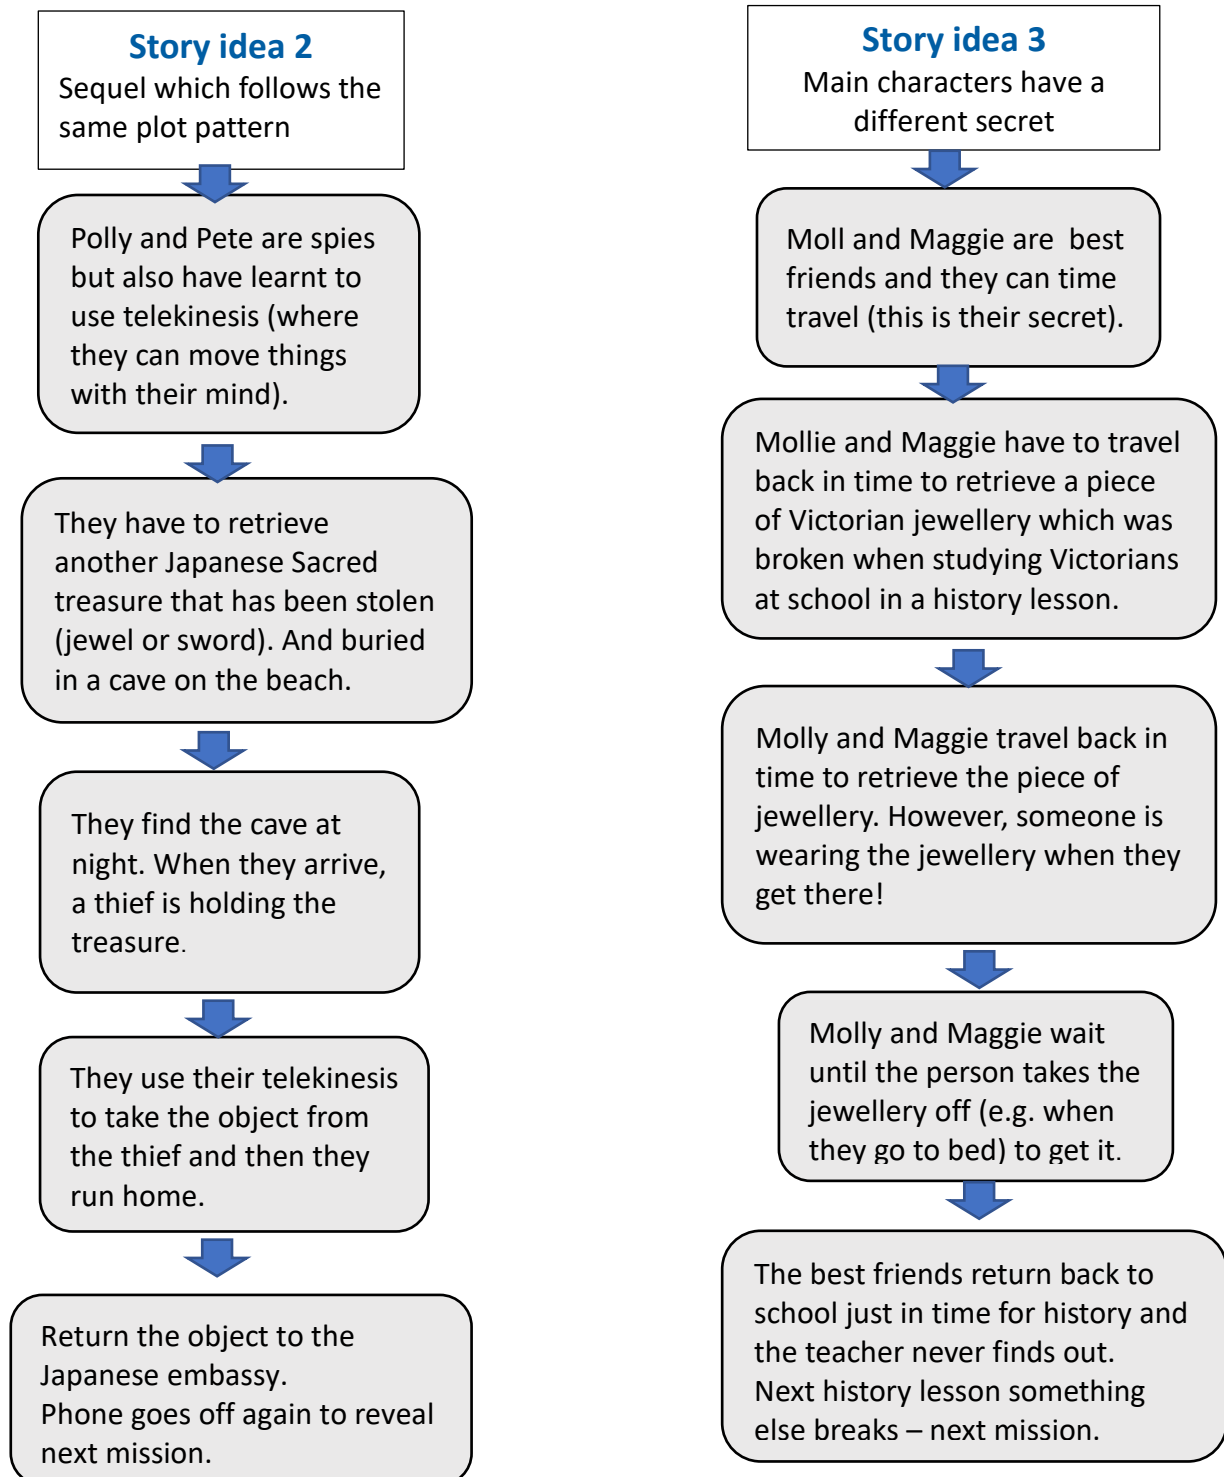 Story idea 2
Sequel which follows the
same plot pattern
Polly and Pete are spies
but also have learnt to
use telekinesis (where
they can move things
with their mind).
They have to retrieve
another Japanese Sacred
treasure that has been stolen
(jewel or sword). And buried
in a cave on the beach.
They find the cave at
night. When they arrive,
a thief is holding the
treasure.
They use their telekinesis
to take the object from
the thief and then they
run home.
Return the object to the
Japanese embassy.
Phone goes off again to reveal
next mission.
Story idea 3
Main characters have a
different secret
Moll and Maggie are  best
friends and they can time
travel (this is their secret).
Mollie and Maggie have to travel
back in time to retrieve a piece
of Victorian jewellery which was
broken when studying Victorians
at school in a history lesson.
Molly and Maggie travel back in
time to retrieve the piece of
jewellery. However, someone is
wearing the jewellery when they
get there!
Molly and Maggie wait
until the person takes the
jewellery off (e.g. when
they go to bed) to get it.
The best friends return back to
school just in time for history and
the teacher never finds out.
Next history lesson something
else breaks – next mission.